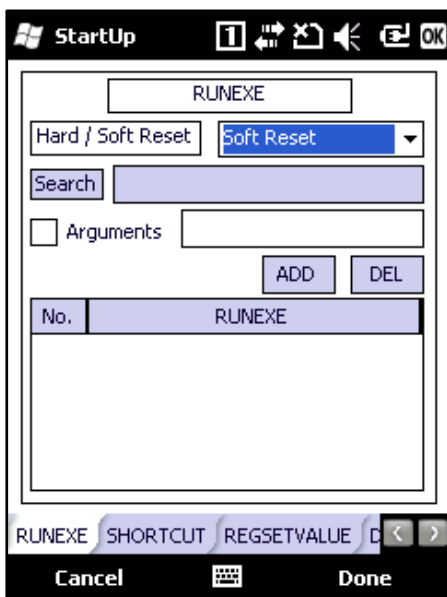 StartUp 1 OK
RUNEXE
Hard / Soft Reset Soft Reset
Search
Arguments
ADD DEL
No. RUNEXE
RUNEXE SHORTCUT REGSETVALUE D
Cancel Done